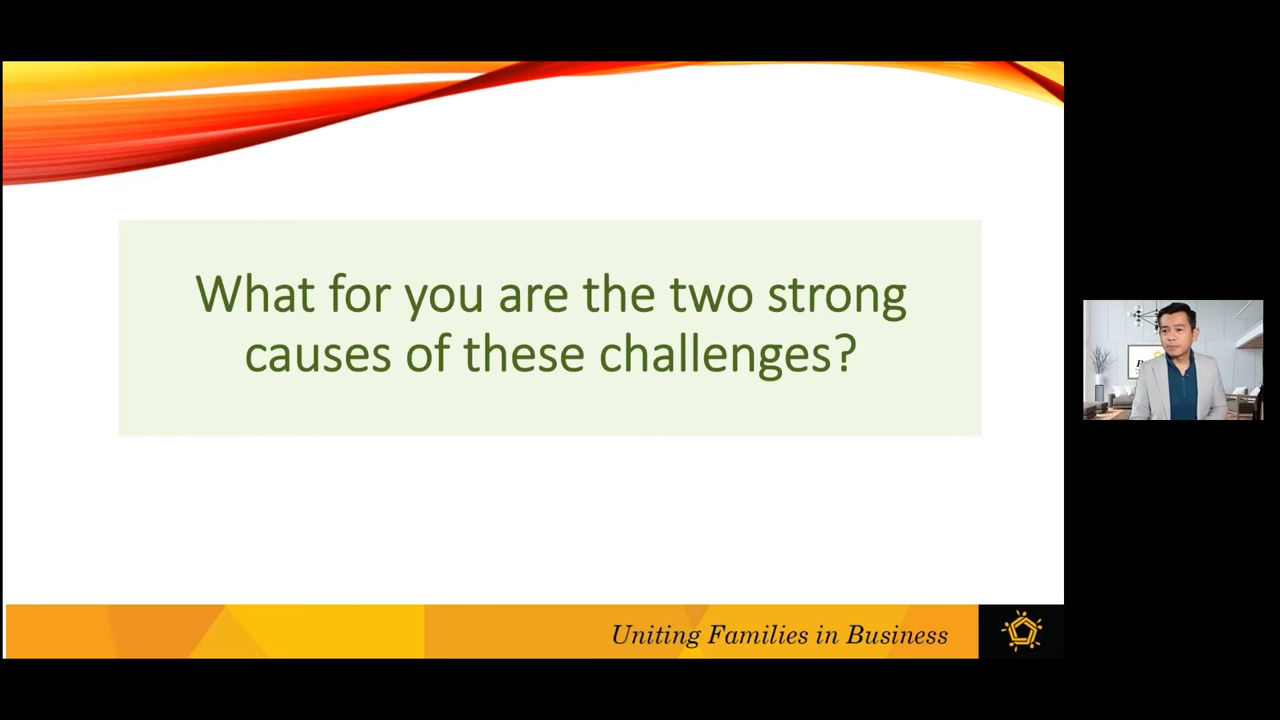 What for you are the two strong
causes of these challenges?
Uniting Families in Business